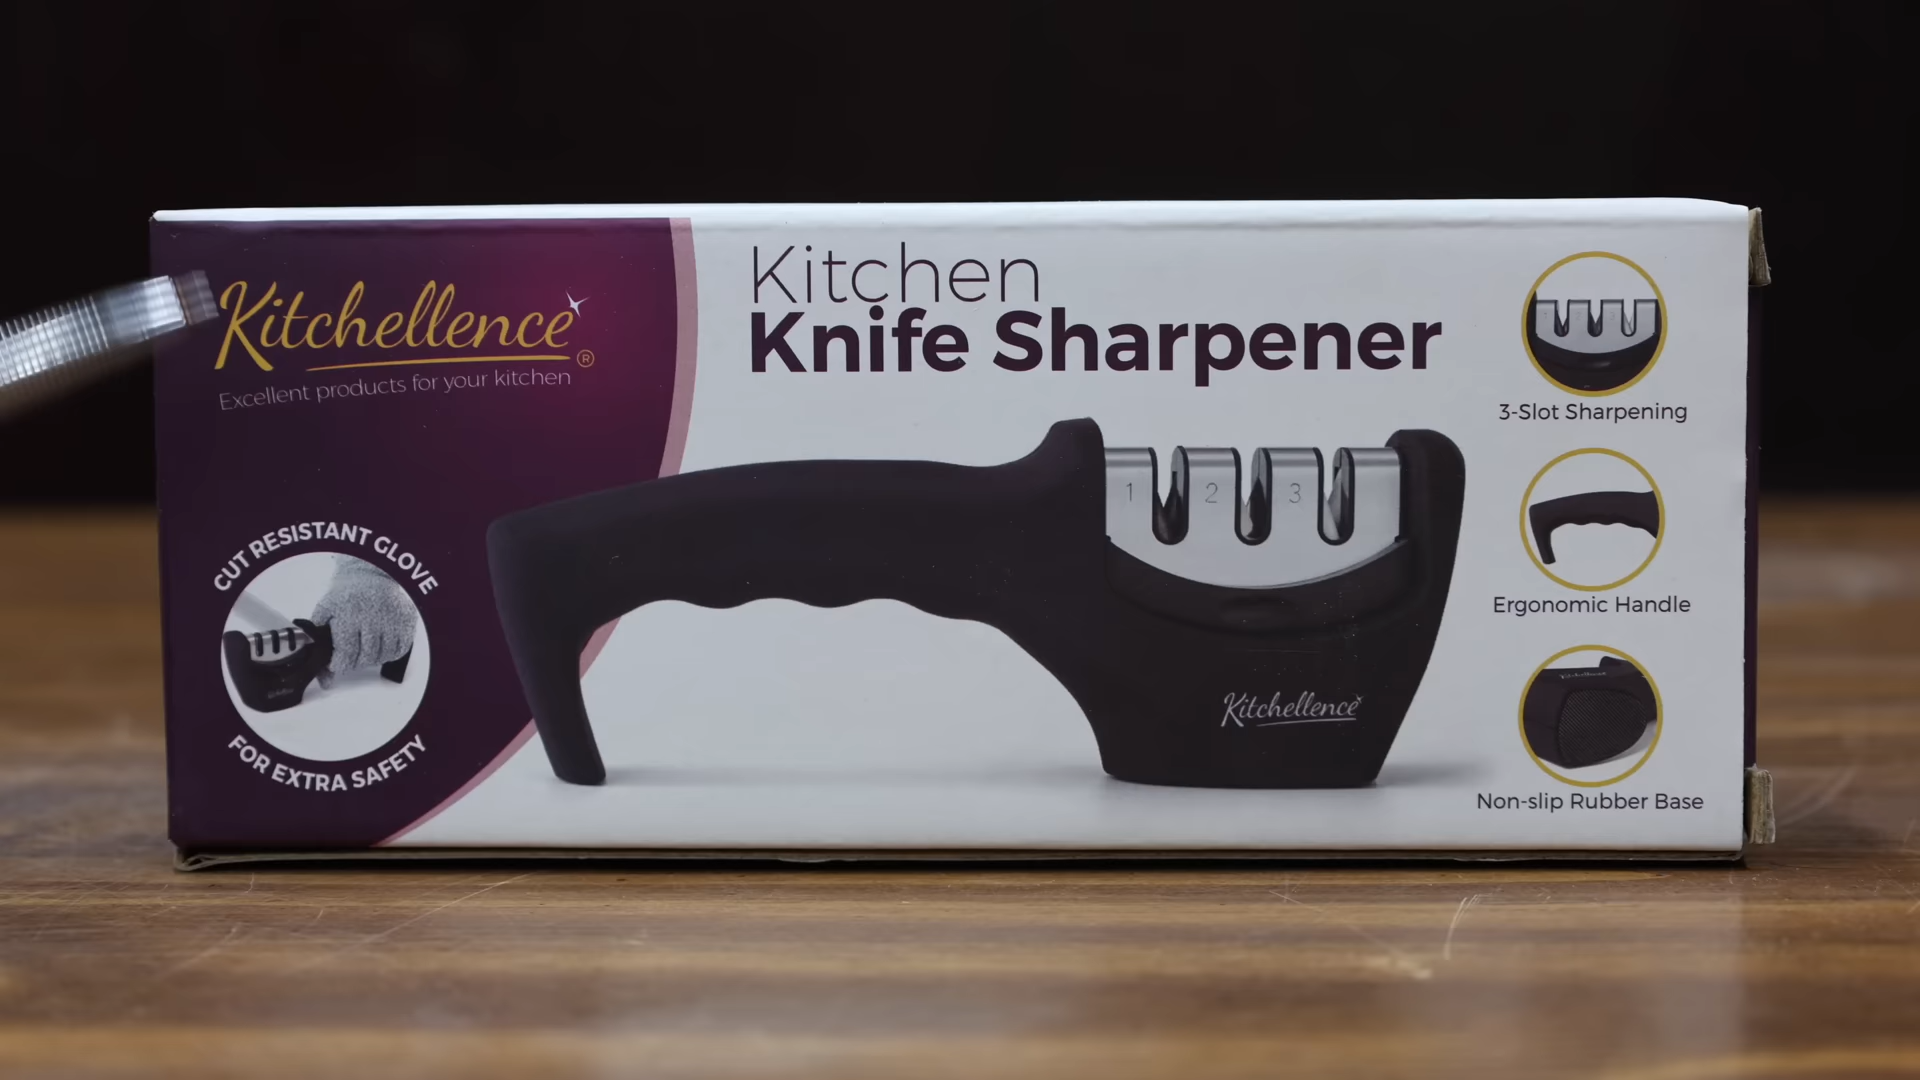 Kitchellence®
Excellent products for your kitchen
CUT RESISTANT GLOVE
FOR EXTRA SAFETY
Kitchen
Knife Sharpener
1 2 3
Kitchellence
3-Slot Sharpening
Ergonomic Handle
Non-slip Rubber Base